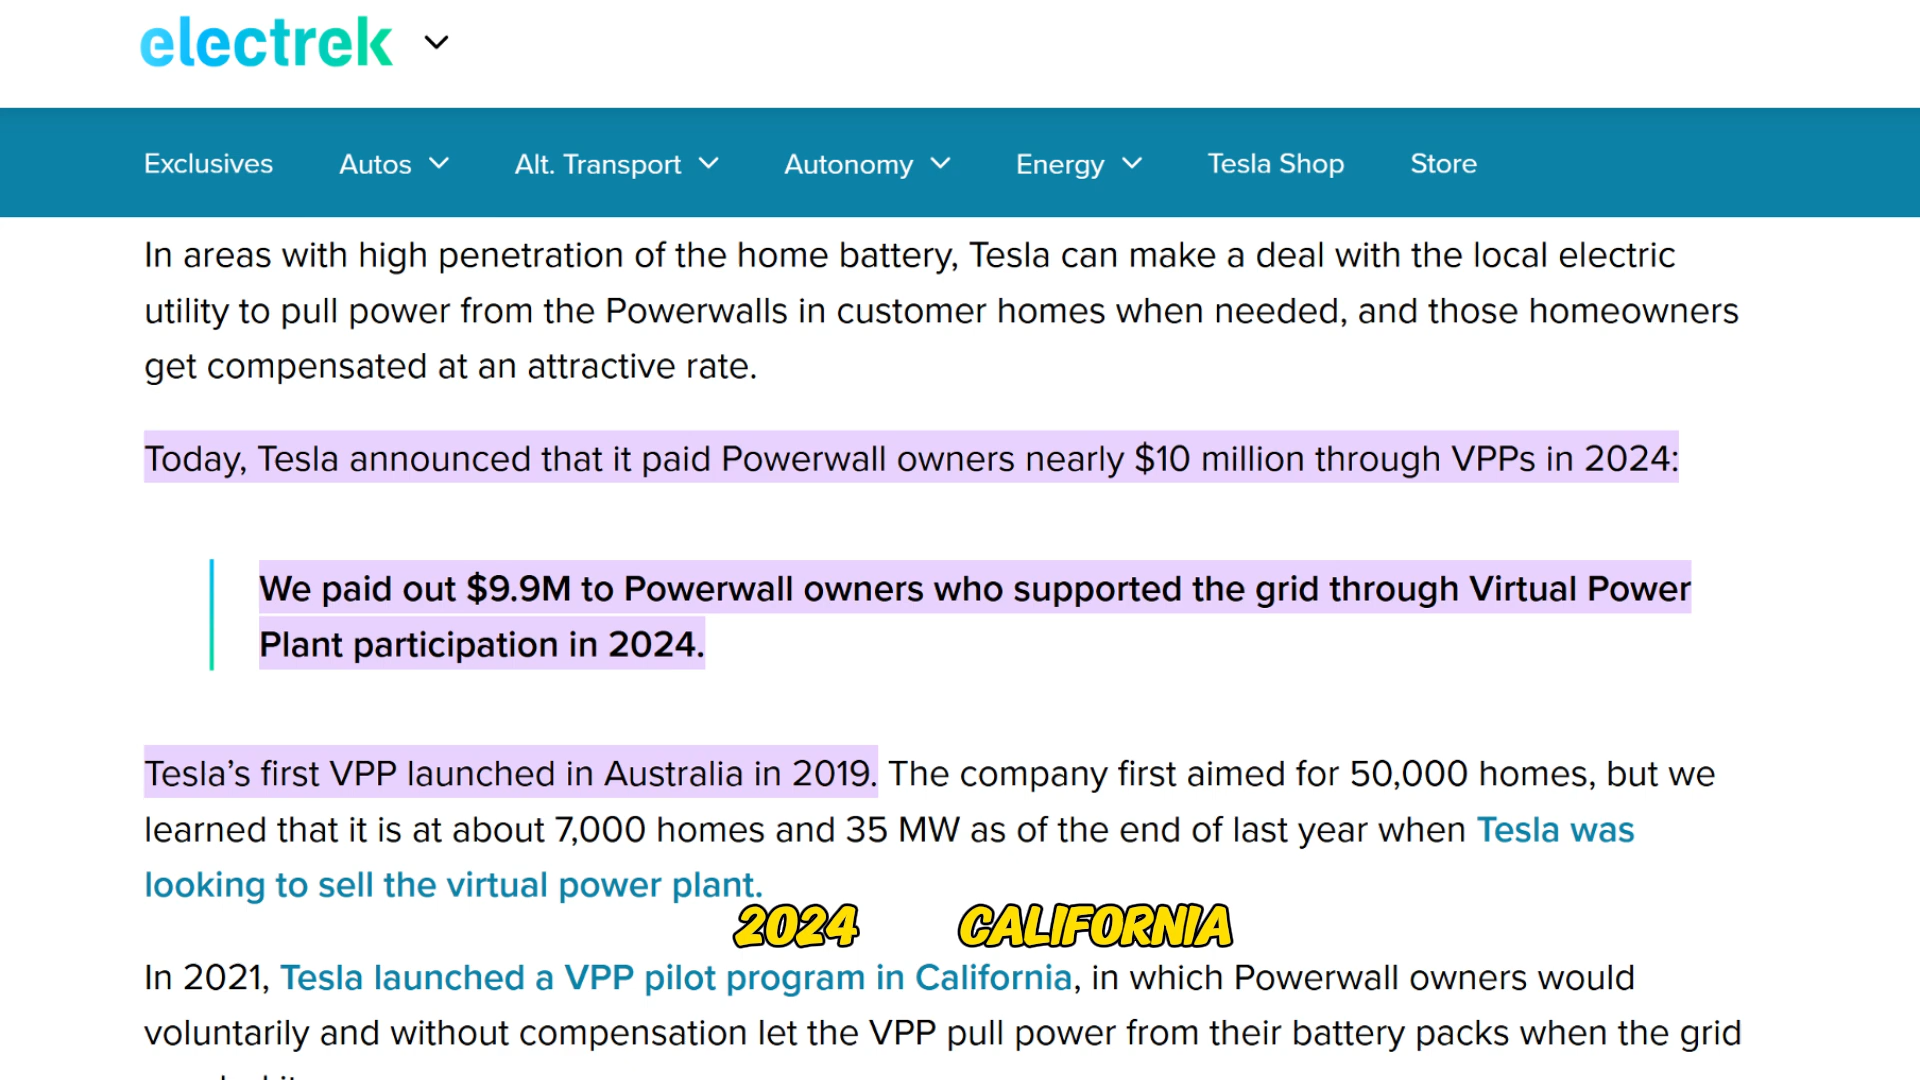 electrek
Exclusives Autos Alt. Transport Autonomy Energy Tesla Shop Store
In areas with high penetration of the home battery, Tesla can make a deal with the local electric
utility to pull power from the Powerwalls in customer homes when needed, and those homeowners
get compensated at an attractive rate.
Today, Tesla announced that it paid Powerwall owners nearly $10 million through VPPs in 2024:
We paid out $9.9M to Powerwall owners who supported the grid through Virtual Power
Plant participation in 2024.
Tesla’s first VPP launched in Australia in 2019. The company first aimed for 50,000 homes, but we
learned that it is at about 7,000 homes and 35 MW as of the end of last year when Tesla was
looking to sell the virtual power plant.
2024 CALIFORNIA
In 2021, Tesla launched a VPP pilot program in California, in which Powerwall owners would
voluntarily and without compensation let the VPP pull power from their battery packs when the grid